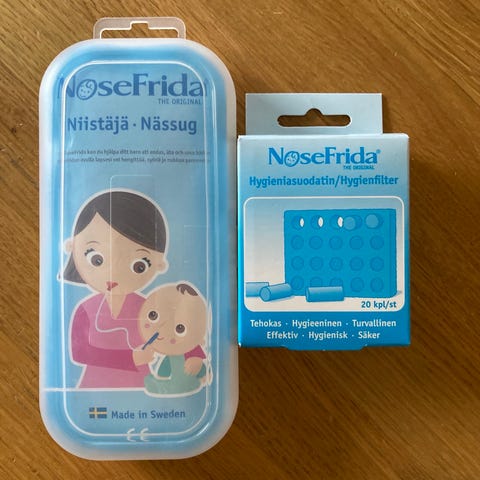 NoseFrida
THE ORIGINAL
Niistäjä · Nässug
Made in Sweden
CE
NoseFrida®
THE ORIGINAL
Hygieniasuodatin/Hygienfilter
20 kpl/st
Tehokas · Hygieeninen · Turvallinen
Effektiv · Hygienisk · Säker